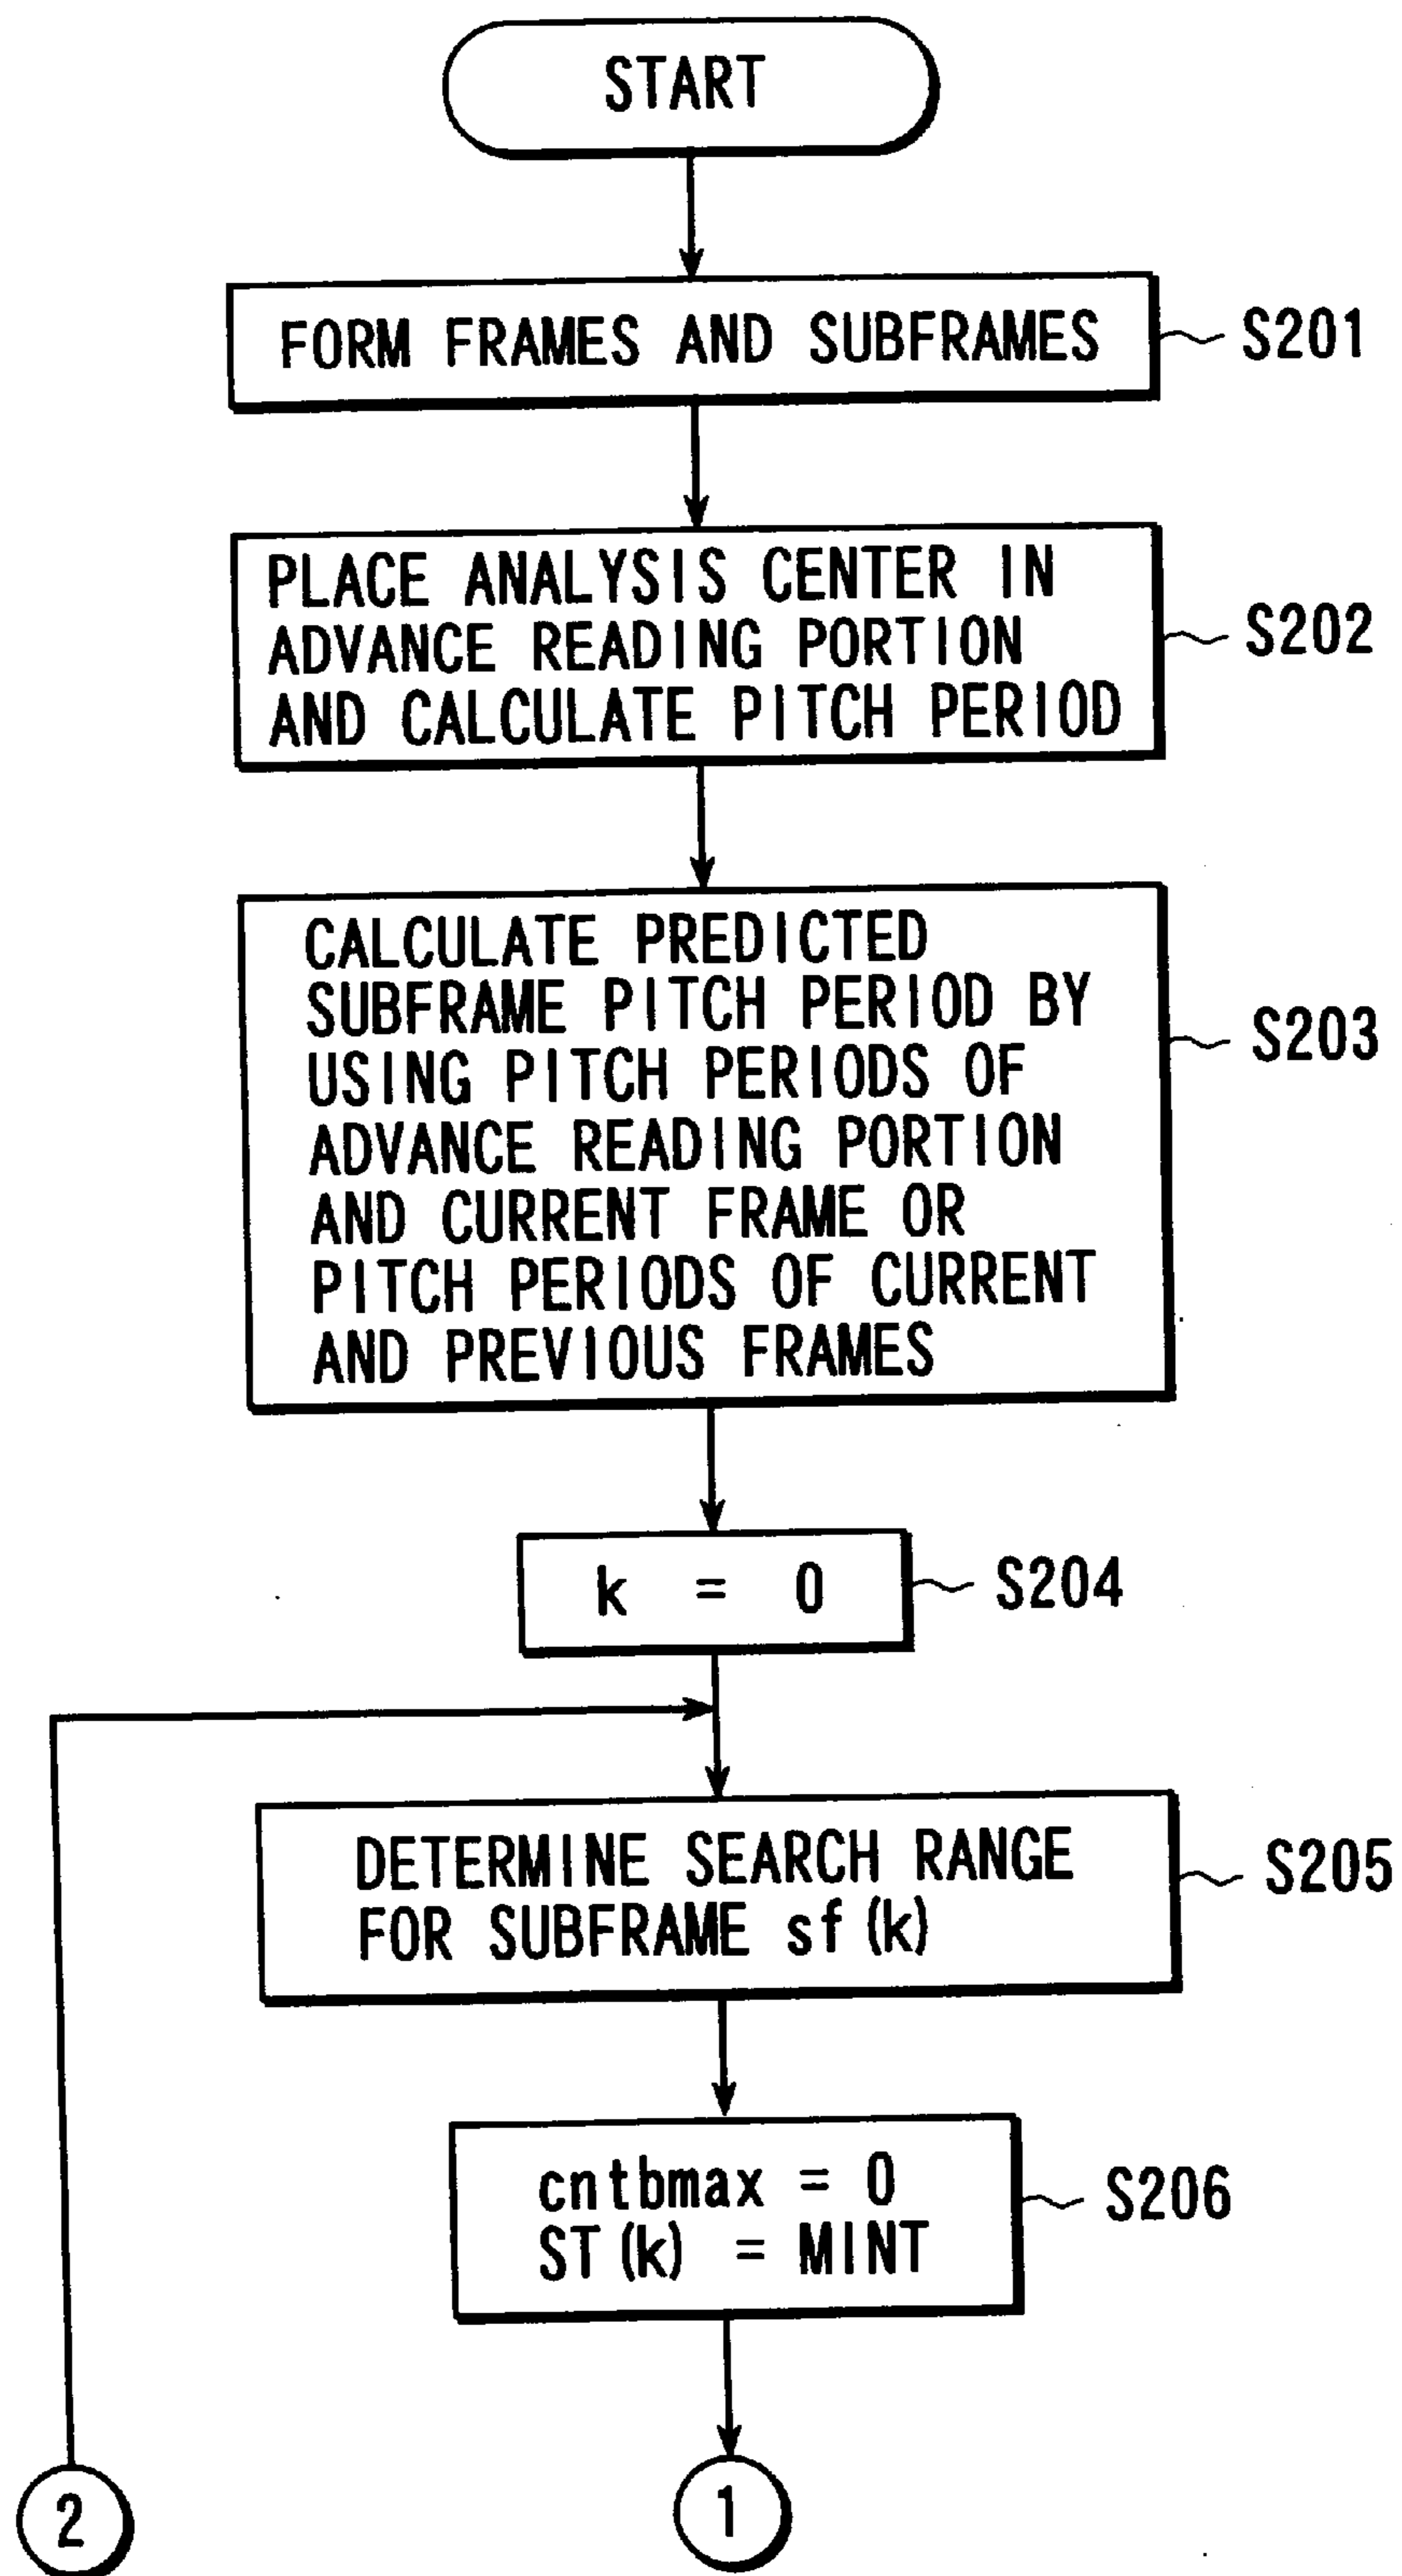 START
FORM FRAMES AND SUBFRAMES
S201
PLACE ANALYSIS CENTER IN
ADVANCE READING PORTION
AND CALCULATE PITCH PERIOD
S202
CALCULATE PREDICTED
SUBFRAME PITCH PERIOD BY
USING PITCH PERIODS OF
ADVANCE READING PORTION
AND CURRENT FRAME OR
PITCH PERIODS OF CURRENT
AND PREVIOUS FRAMES
S203
k = 0
S204
DETERMINE SEARCH RANGE
FOR SUBFRAME sf(k)
S205
cntbmax = 0
ST(k) = MINT
S206
2
1